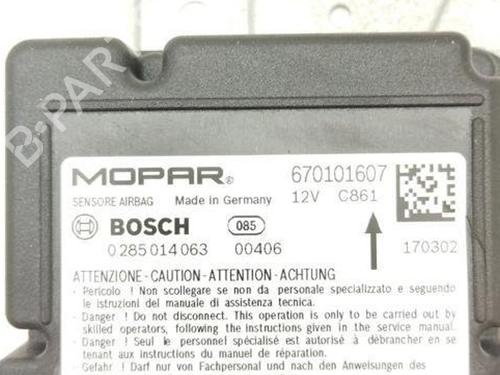 B-PARTS
MOPAR®
670101607
SENSORE AIRBAG Made in Germany
12V C861
BOSCH
085
0 285 014 063 00406
170302
ATTENZIONE-CAUTION-ATTENTION-ACHTUNG
- Pericolo ! Non scollegare se non da personale specializzato e seguendo
le istruzioni del manuale di assistenza tecnica.
- Danger ! Do not disconnect. This operation is only to be carried out by
skilled operators, following the instructions given in the service manual.
- Danger ! Seul le personnel spécialisé est autorisé à débrancher en se
tenant aux instructions du manuel de réparation.
- Gefahr ! Darf nur von Fachpersonal und nach den Anweisungen des